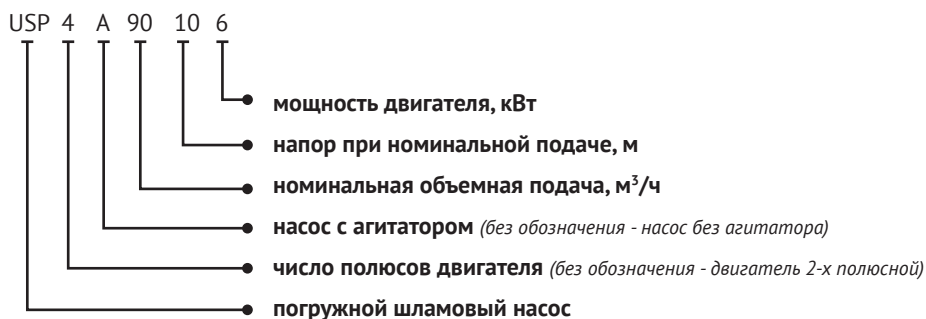 USP 4 A 90 10 6
мощность двигателя, кВт
напор при номинальной подаче, м
номинальная объемная подача, м³/ч
насос с агитатором (без обозначения - насос без агитатора)
число полюсов двигателя (без обозначения - двигатель 2-х полюсной)
погружной шламовый насос